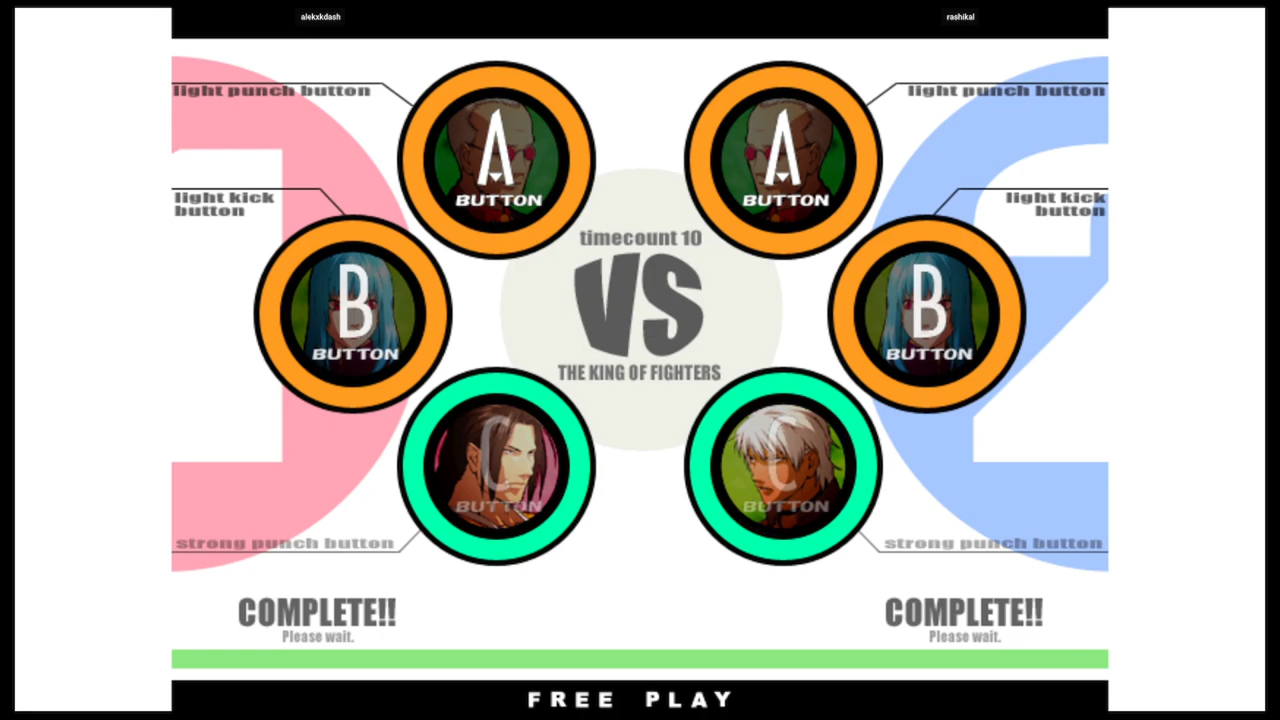 alekxkdash
rashikal
light punch button
A
BUTTON
A
BUTTON
light punch button
light kick
button
B
BUTTON
timecount 10
VS
THE KING OF FIGHTERS
B
BUTTON
light kick
button
C
BUTTON
C
BUTTON
strong punch button
strong punch button
1
2
COMPLETE!!
Please wait.
COMPLETE!!
Please wait.
FREE PLAY